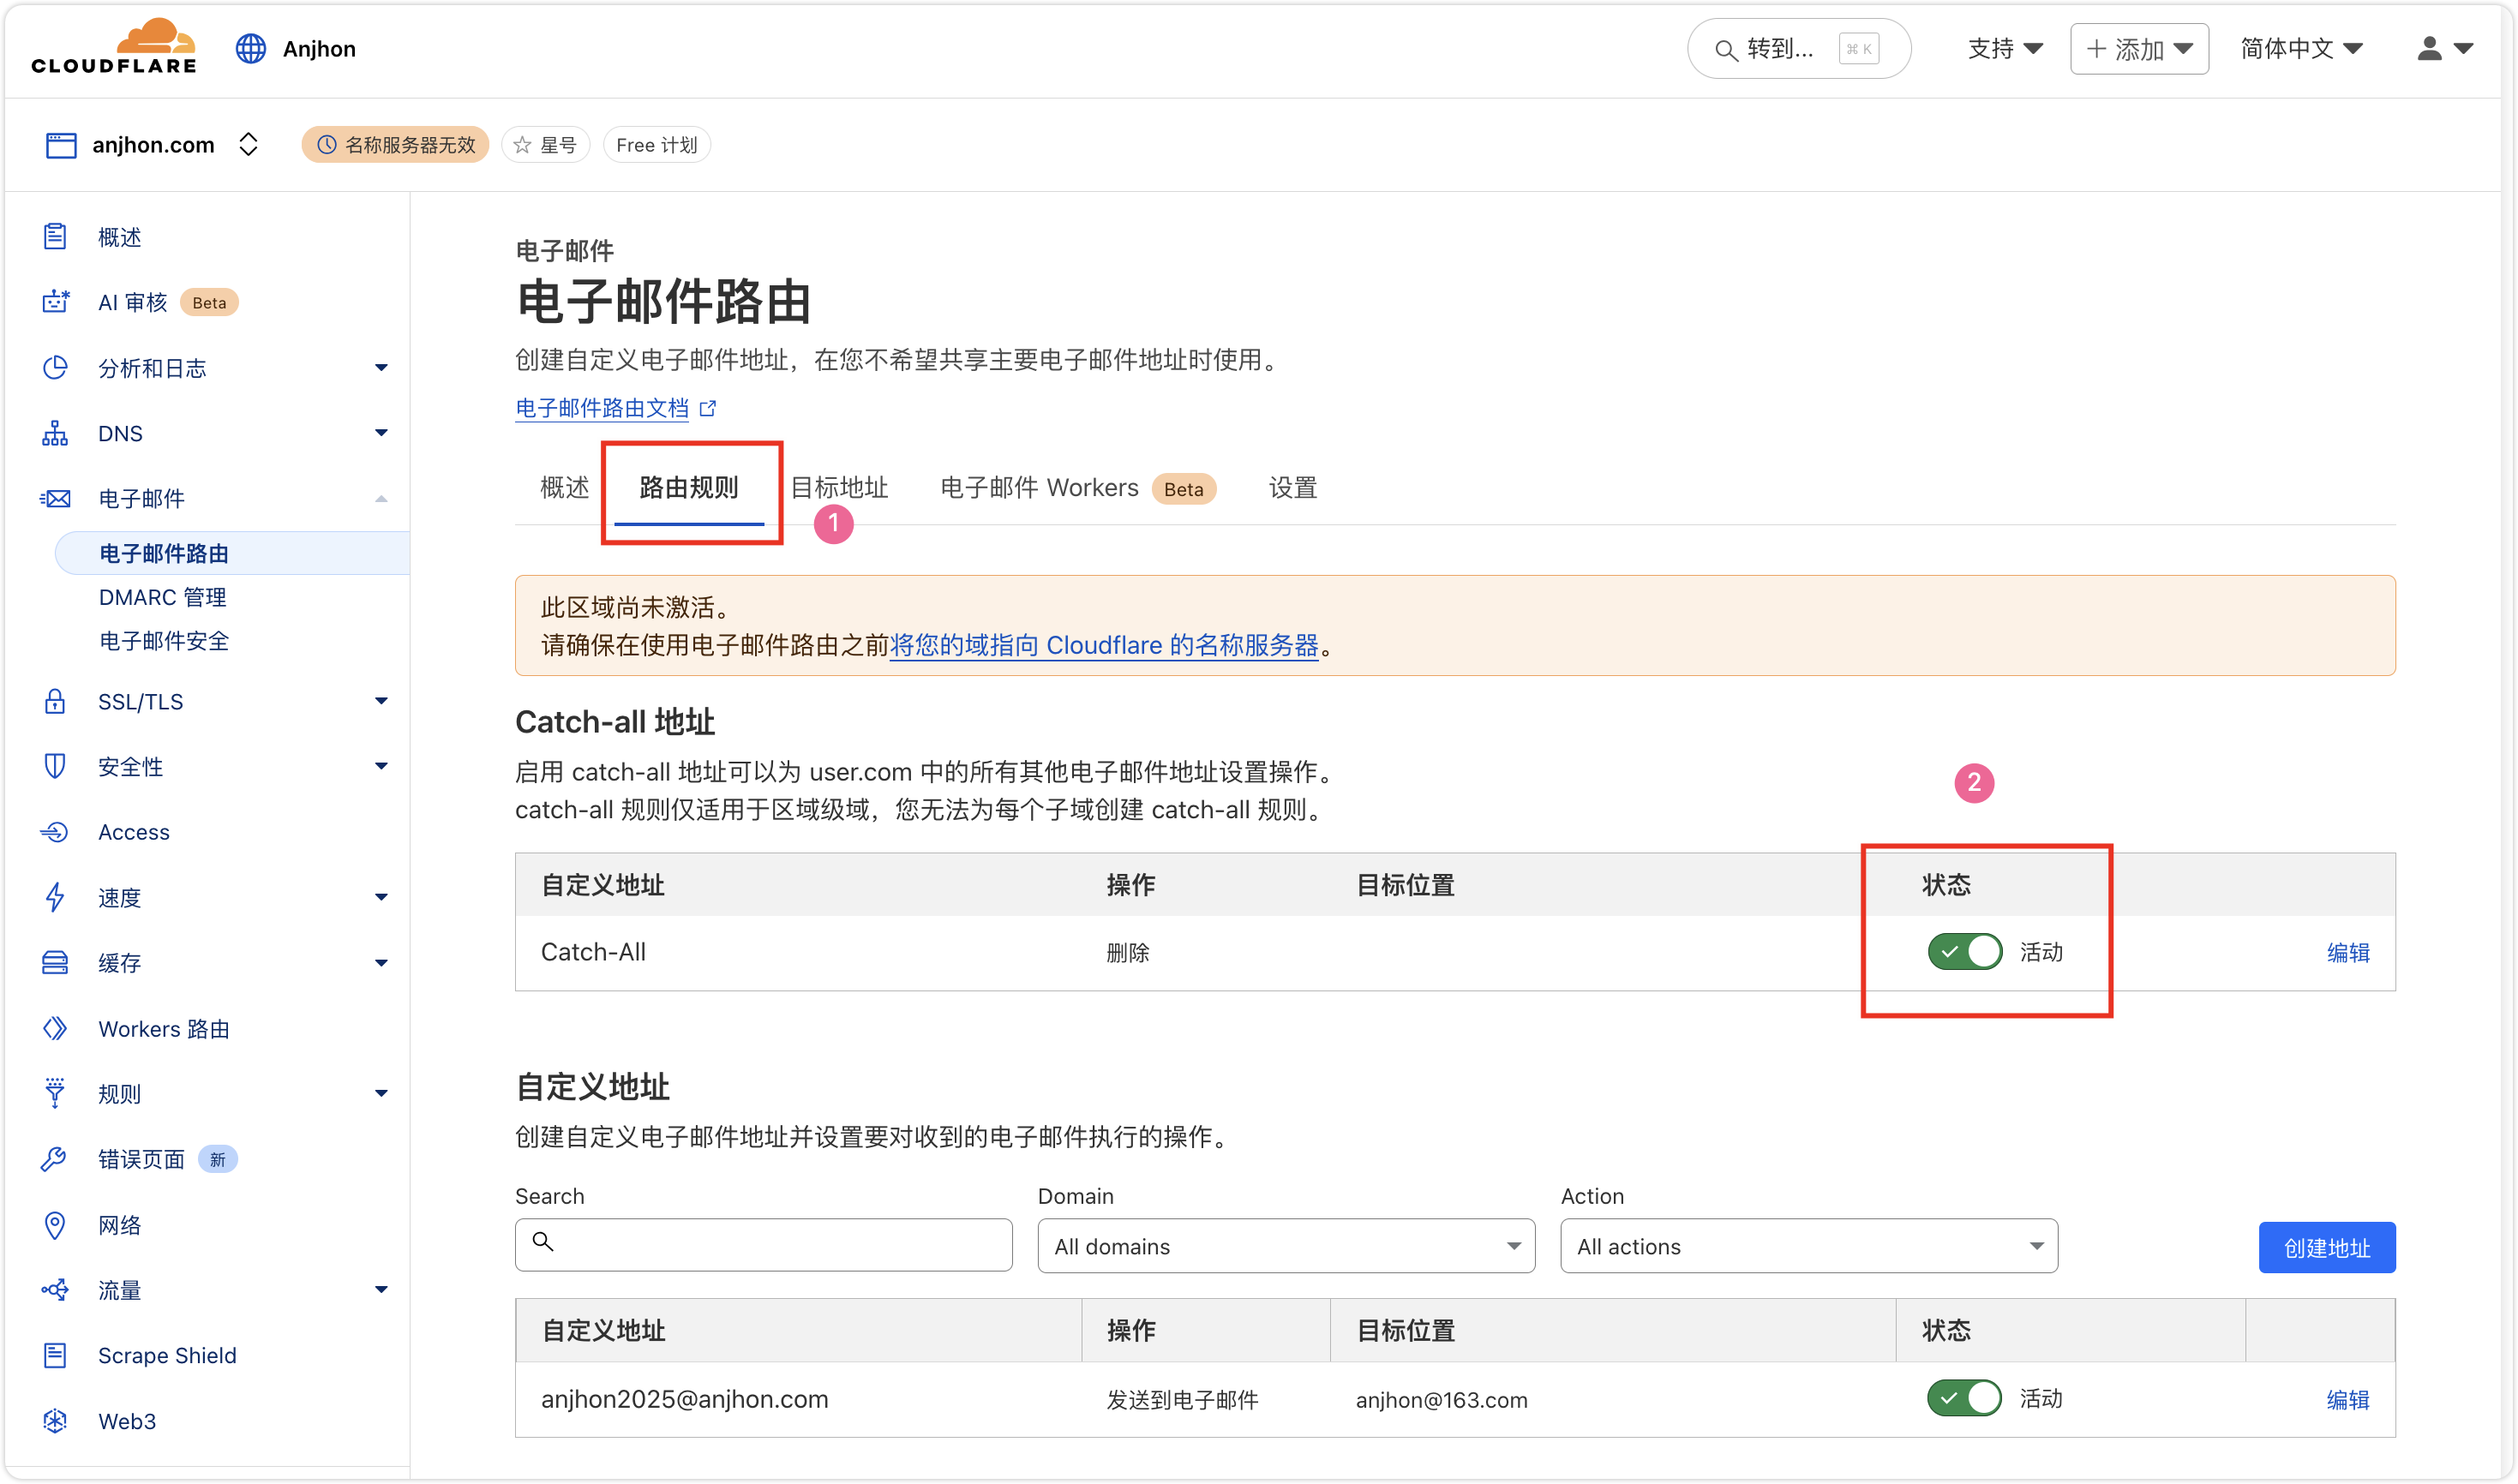 CLOUDFLARE
Anjhon
转到...
⌘ K
支持
+ 添加
简体中文
anjhon.com
名称服务器无效
星号
Free 计划
概述
AI 审核 Beta
分析和日志
DNS
电子邮件
电子邮件路由
DMARC 管理
电子邮件安全
SSL/TLS
安全性
Access
速度
缓存
Workers 路由
规则
错误页面 新
网络
流量
Scrape Shield
Web3
电子邮件
电子邮件路由
创建自定义电子邮件地址，在您不希望共享主要电子邮件地址时使用。
电子邮件路由文档
概述 路由规则 目标地址 电子邮件 Workers Beta 设置
1
此区域尚未激活。
请确保在使用电子邮件路由之前将您的域指向 Cloudflare 的名称服务器。
Catch-all 地址
启用 catch-all 地址可以为 user.com 中的所有其他电子邮件地址设置操作。
catch-all 规则仅适用于区域级域，您无法为每个子域创建 catch-all 规则。
2
自定义地址 操作 目标位置 状态
Catch-All 删除 活动 编辑
自定义地址
创建自定义电子邮件地址并设置要对收到的电子邮件执行的操作。
Search Domain Action
All domains All actions 创建地址
自定义地址 操作 目标位置 状态
anjhon2025@anjhon.com 发送到电子邮件 anjhon@163.com 活动 编辑